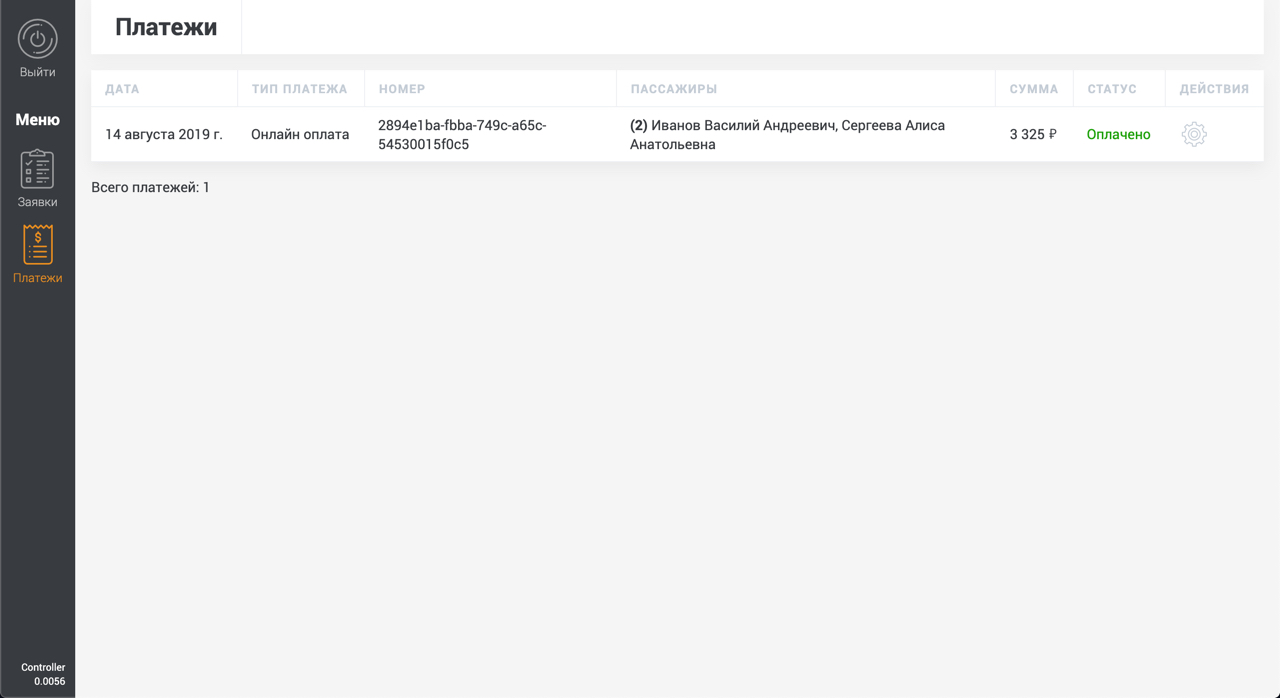 Выйти
Меню
Заявки
Платежи
Controller
0.0056
Платежи
ДАТА ТИП ПЛАТЕЖА НОМЕР ПАССАЖИРЫ СУММА СТАТУС ДЕЙСТВИЯ
14 августа 2019 г. Онлайн оплата 2894e1ba-fbba-749c-a65c- (2) Иванов Василий Андреевич, Сергеева Алиса 3 325 ₽ Оплачено
54530015f0c5 Анатольевна
Всего платежей: 1